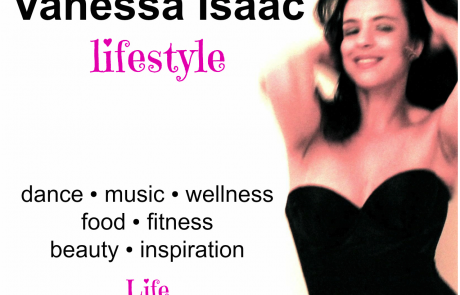 Vanessa Isaac
lifestyle
dance • music • wellness
food • fitness
beauty • inspiration
Life